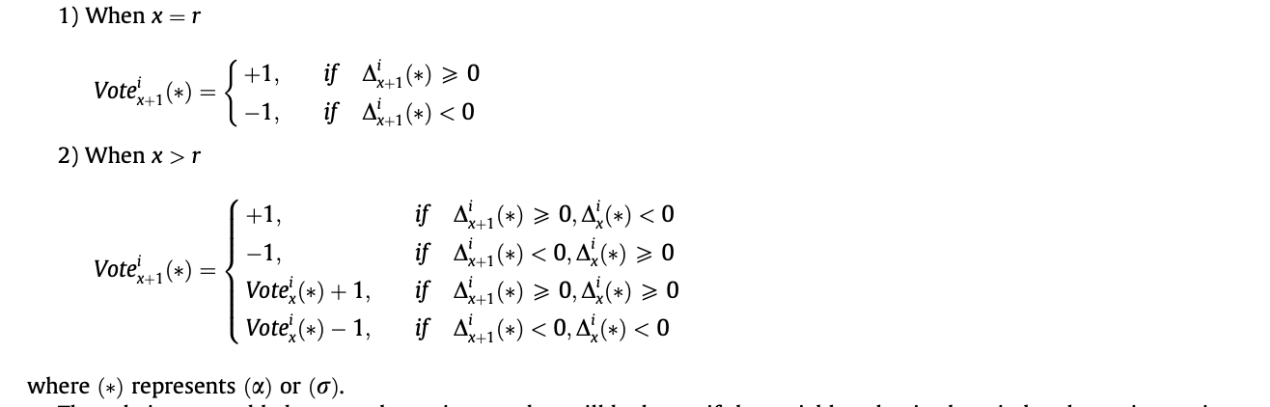 1) When x = r
Vote^i_{x+1}(∗) = { +1, if Δ^i_{x+1}(∗) ⩾ 0
−1, if Δ^i_{x+1}(∗) < 0
2) When x > r
Vote^i_{x+1}(∗) = { +1, if Δ^i_{x+1}(∗) ⩾ 0, Δ^i_x(∗) < 0
−1, if Δ^i_{x+1}(∗) < 0, Δ^i_x(∗) ⩾ 0
Vote^i_x(∗) + 1, if Δ^i_{x+1}(∗) ⩾ 0, Δ^i_x(∗) ⩾ 0
Vote^i_x(∗) − 1, if Δ^i_{x+1}(∗) < 0, Δ^i_x(∗) < 0
where (∗) represents (α) or (σ).